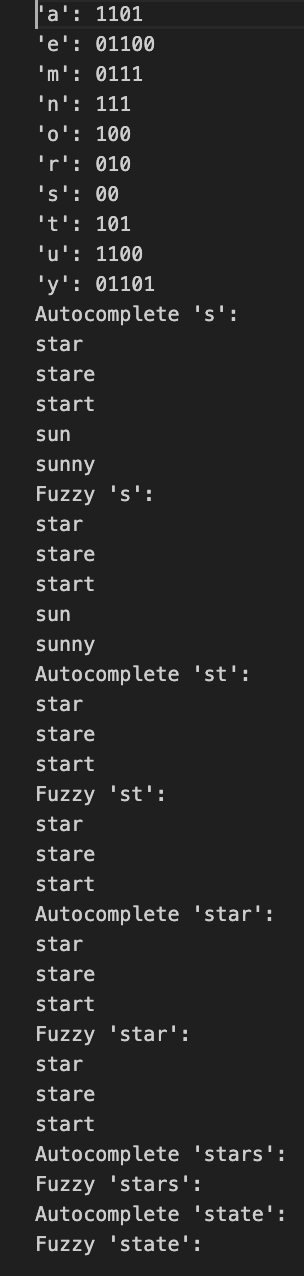 'a': 1101
'e': 01100
'm': 0111
'n': 111
'o': 100
'r': 010
's': 00
't': 101
'u': 1100
'y': 01101
Autocomplete 's':
star
stare
start
sun
sunny
Fuzzy 's':
star
stare
start
sun
sunny
Autocomplete 'st':
star
stare
start
Fuzzy 'st':
star
stare
start
Autocomplete 'star':
star
stare
start
Fuzzy 'star':
star
stare
start
Autocomplete 'stars':
Fuzzy 'stars':
Autocomplete 'state':
Fuzzy 'state':